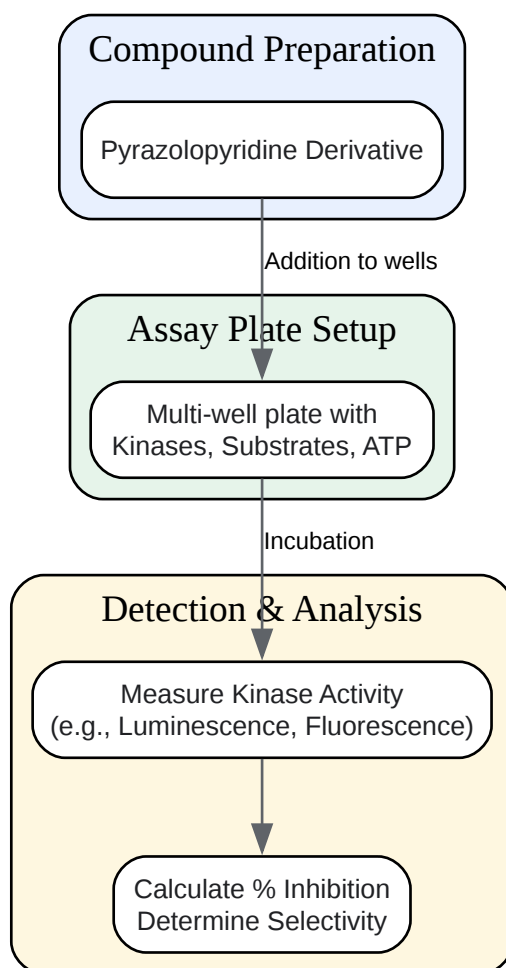 Compound Preparation
Pyrazolopyridine Derivative
Addition to wells
Assay Plate Setup
Multi-well plate with
Kinases, Substrates, ATP
Incubation
Detection & Analysis
Measure Kinase Activity
(e.g., Luminescence, Fluorescence)
Calculate % Inhibition
Determine Selectivity